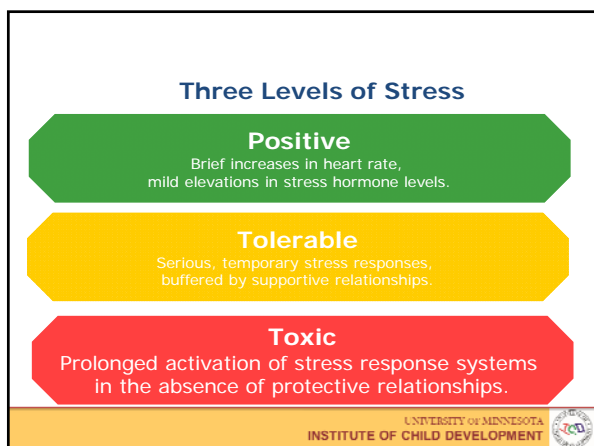 Three Levels of Stress
Positive
Brief increases in heart rate,
mild elevations in stress hormone levels.
Tolerable
Serious, temporary stress responses,
buffered by supportive relationships.
Toxic
Prolonged activation of stress response systems
in the absence of protective relationships.
UNIVERSITY OF MINNESOTA
INSTITUTE OF CHILD DEVELOPMENT
ICD